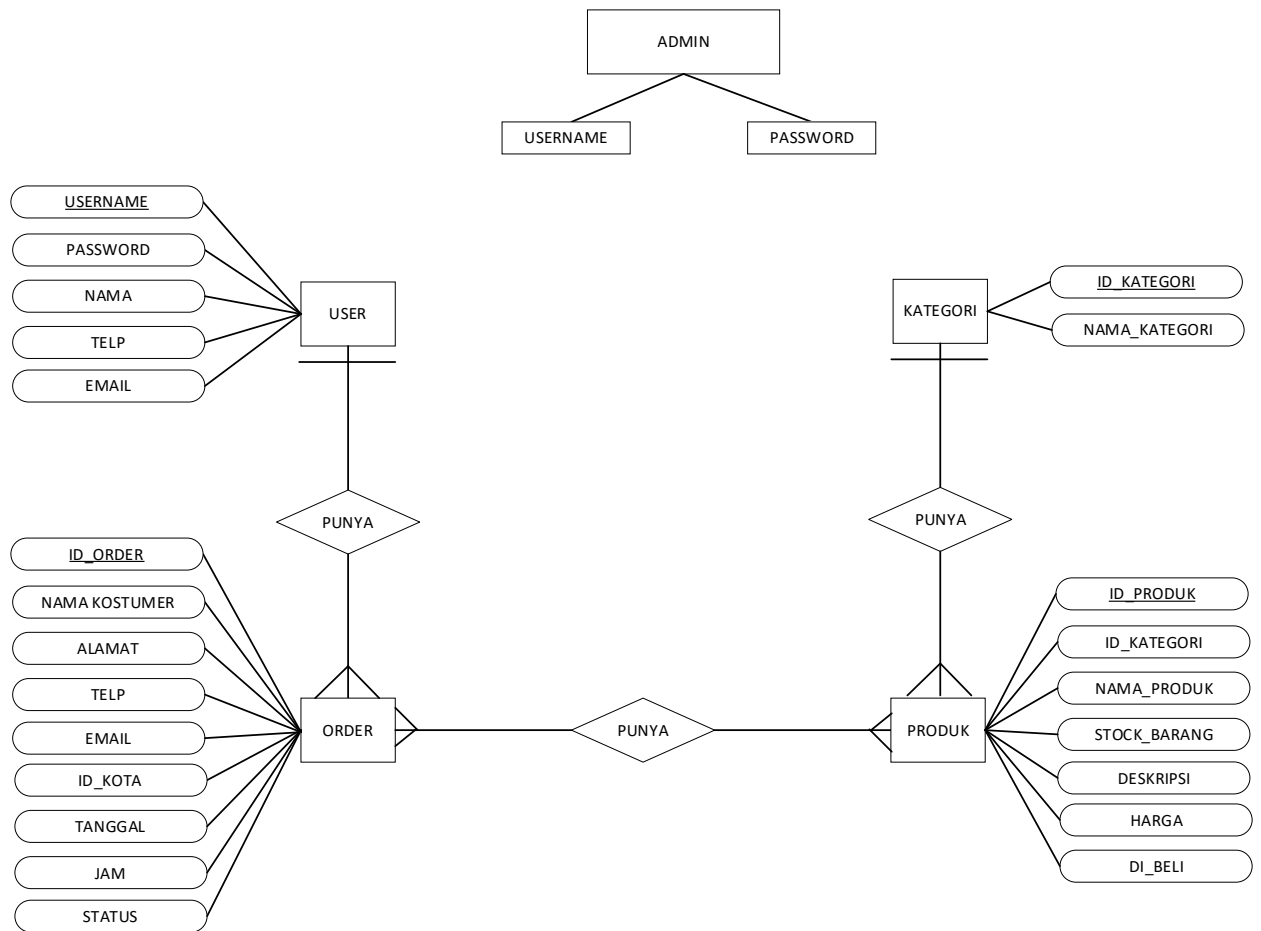 ADMIN
USERNAME
PASSWORD
USERNAME
PASSWORD
NAMA
TELP
EMAIL
USER
KATEGORI
ID_KATEGORI
NAMA_KATEGORI
PUNYA
PUNYA
ID_ORDER
NAMA KOSTUMER
ALAMAT
TELP
EMAIL
ID_KOTA
TANGGAL
JAM
STATUS
ORDER
PUNYA
PRODUK
ID_PRODUK
ID_KATEGORI
NAMA_PRODUK
STOCK_BARANG
DESKRIPSI
HARGA
DI_BELI